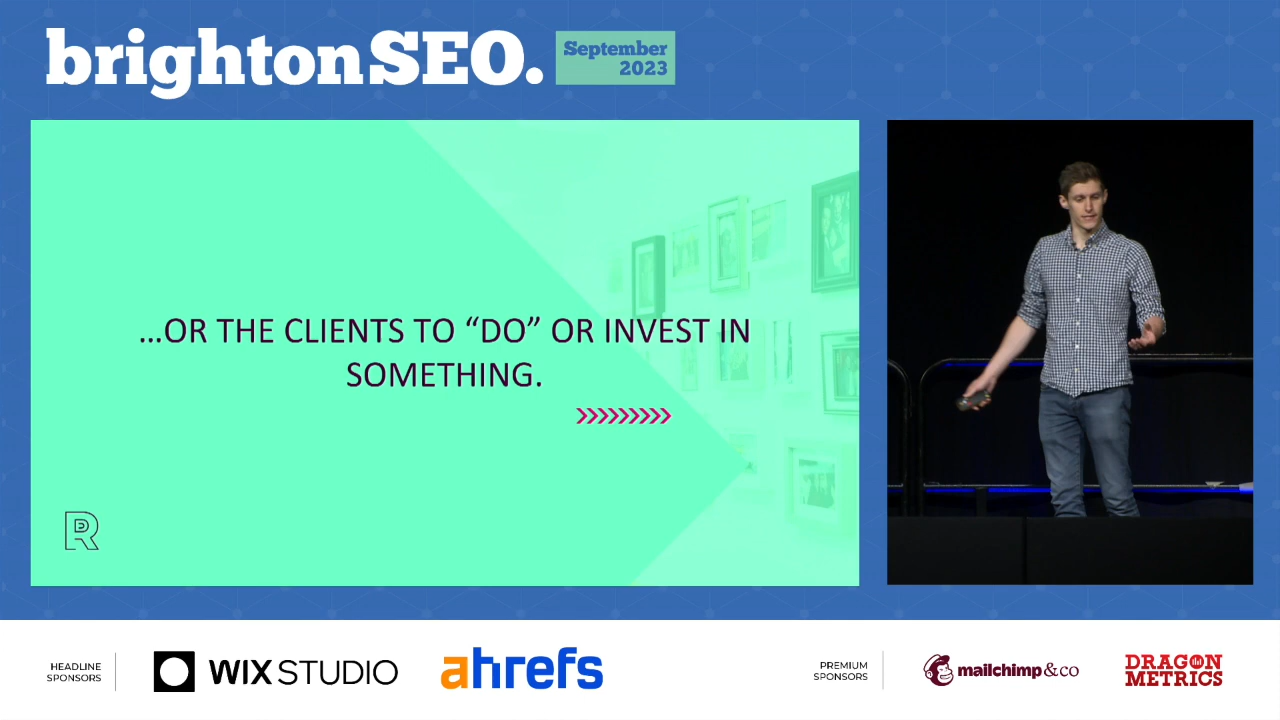 brightonSEO.
September
2023
...OR THE CLIENTS TO “DO” OR INVEST IN
SOMETHING.
»»»»»
R
HEADLINE
SPONSORS
WIX STUDIO
ahrefs
PREMIUM
SPONSORS
mailchimp&co
DRAGON
METRICS